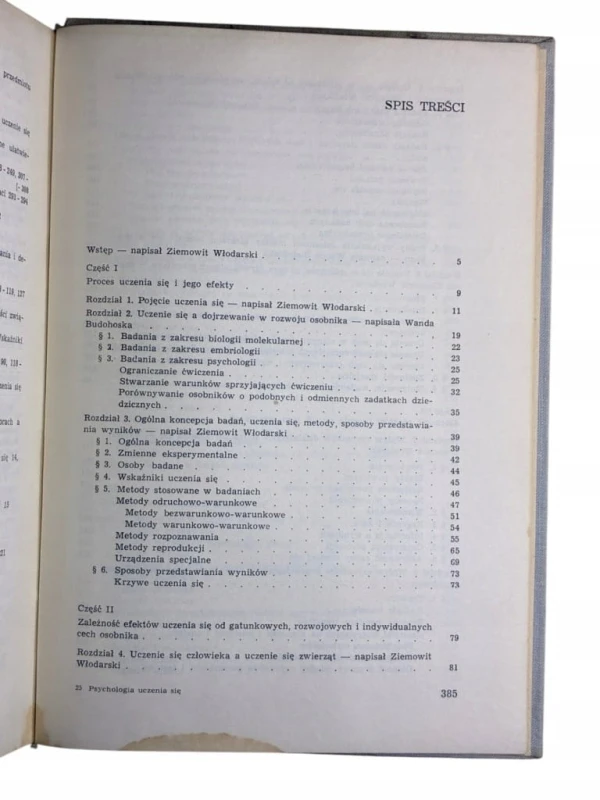 przedmiotu
uczenie się
SPIS TREŚCI
Wstęp — napisał Ziemowit Włodarski . 5
Część I
Proces uczenia się i jego efekty . 9
Rozdział 1. Pojęcie uczenia się — napisał Ziemowit Włodarski . 11
Rozdział 2. Uczenie się a dojrzewanie w rozwoju osobnika — napisała Wanda
Budohoska . 19
§ 1. Badania z zakresu biologii molekularnej . 22
§ 2. Badania z zakresu embriologii . 23
§ 3. Badania z zakresu psychologii . 25
Ograniczanie ćwiczenia . 25
Stwarzanie warunków sprzyjających ćwiczeniu . 32
Porównywanie osobników o podobnych i odmiennych zadatkach dzie-
dzicznych . 35
Rozdział 3. Ogólna koncepcja badań, uczenia się, metody, sposoby przedstawia-
nia wyników — napisał Ziemowit Włodarski . 39
§ 1. Ogólna koncepcja badań . 39
§ 2. Zmienne eksperymentalne . 42
§ 3. Osoby badane . 44
§ 4. Wskaźniki uczenia się . 45
§ 5. Metody stosowane w badaniach . 46
Metody odruchowo-warunkowe . 47
Metody bezwarunkowo-warunkowe . 51
Metody warunkowo-warunkowe . 54
Metody rozpoznawania . 55
Metody reprodukcji . 65
Urządzenia specjalne . 69
§ 6. Sposoby przedstawiania wyników . 73
Krzywe uczenia się . 73
Część II
Zależność efektów uczenia się od gatunkowych, rozwojowych i indywidualnych
cech osobnika . 79
Rozdział 4. Uczenie się człowieka a uczenie się zwierząt — napisał Ziemowit
Włodarski . 81
25 Psychologia uczenia się 385